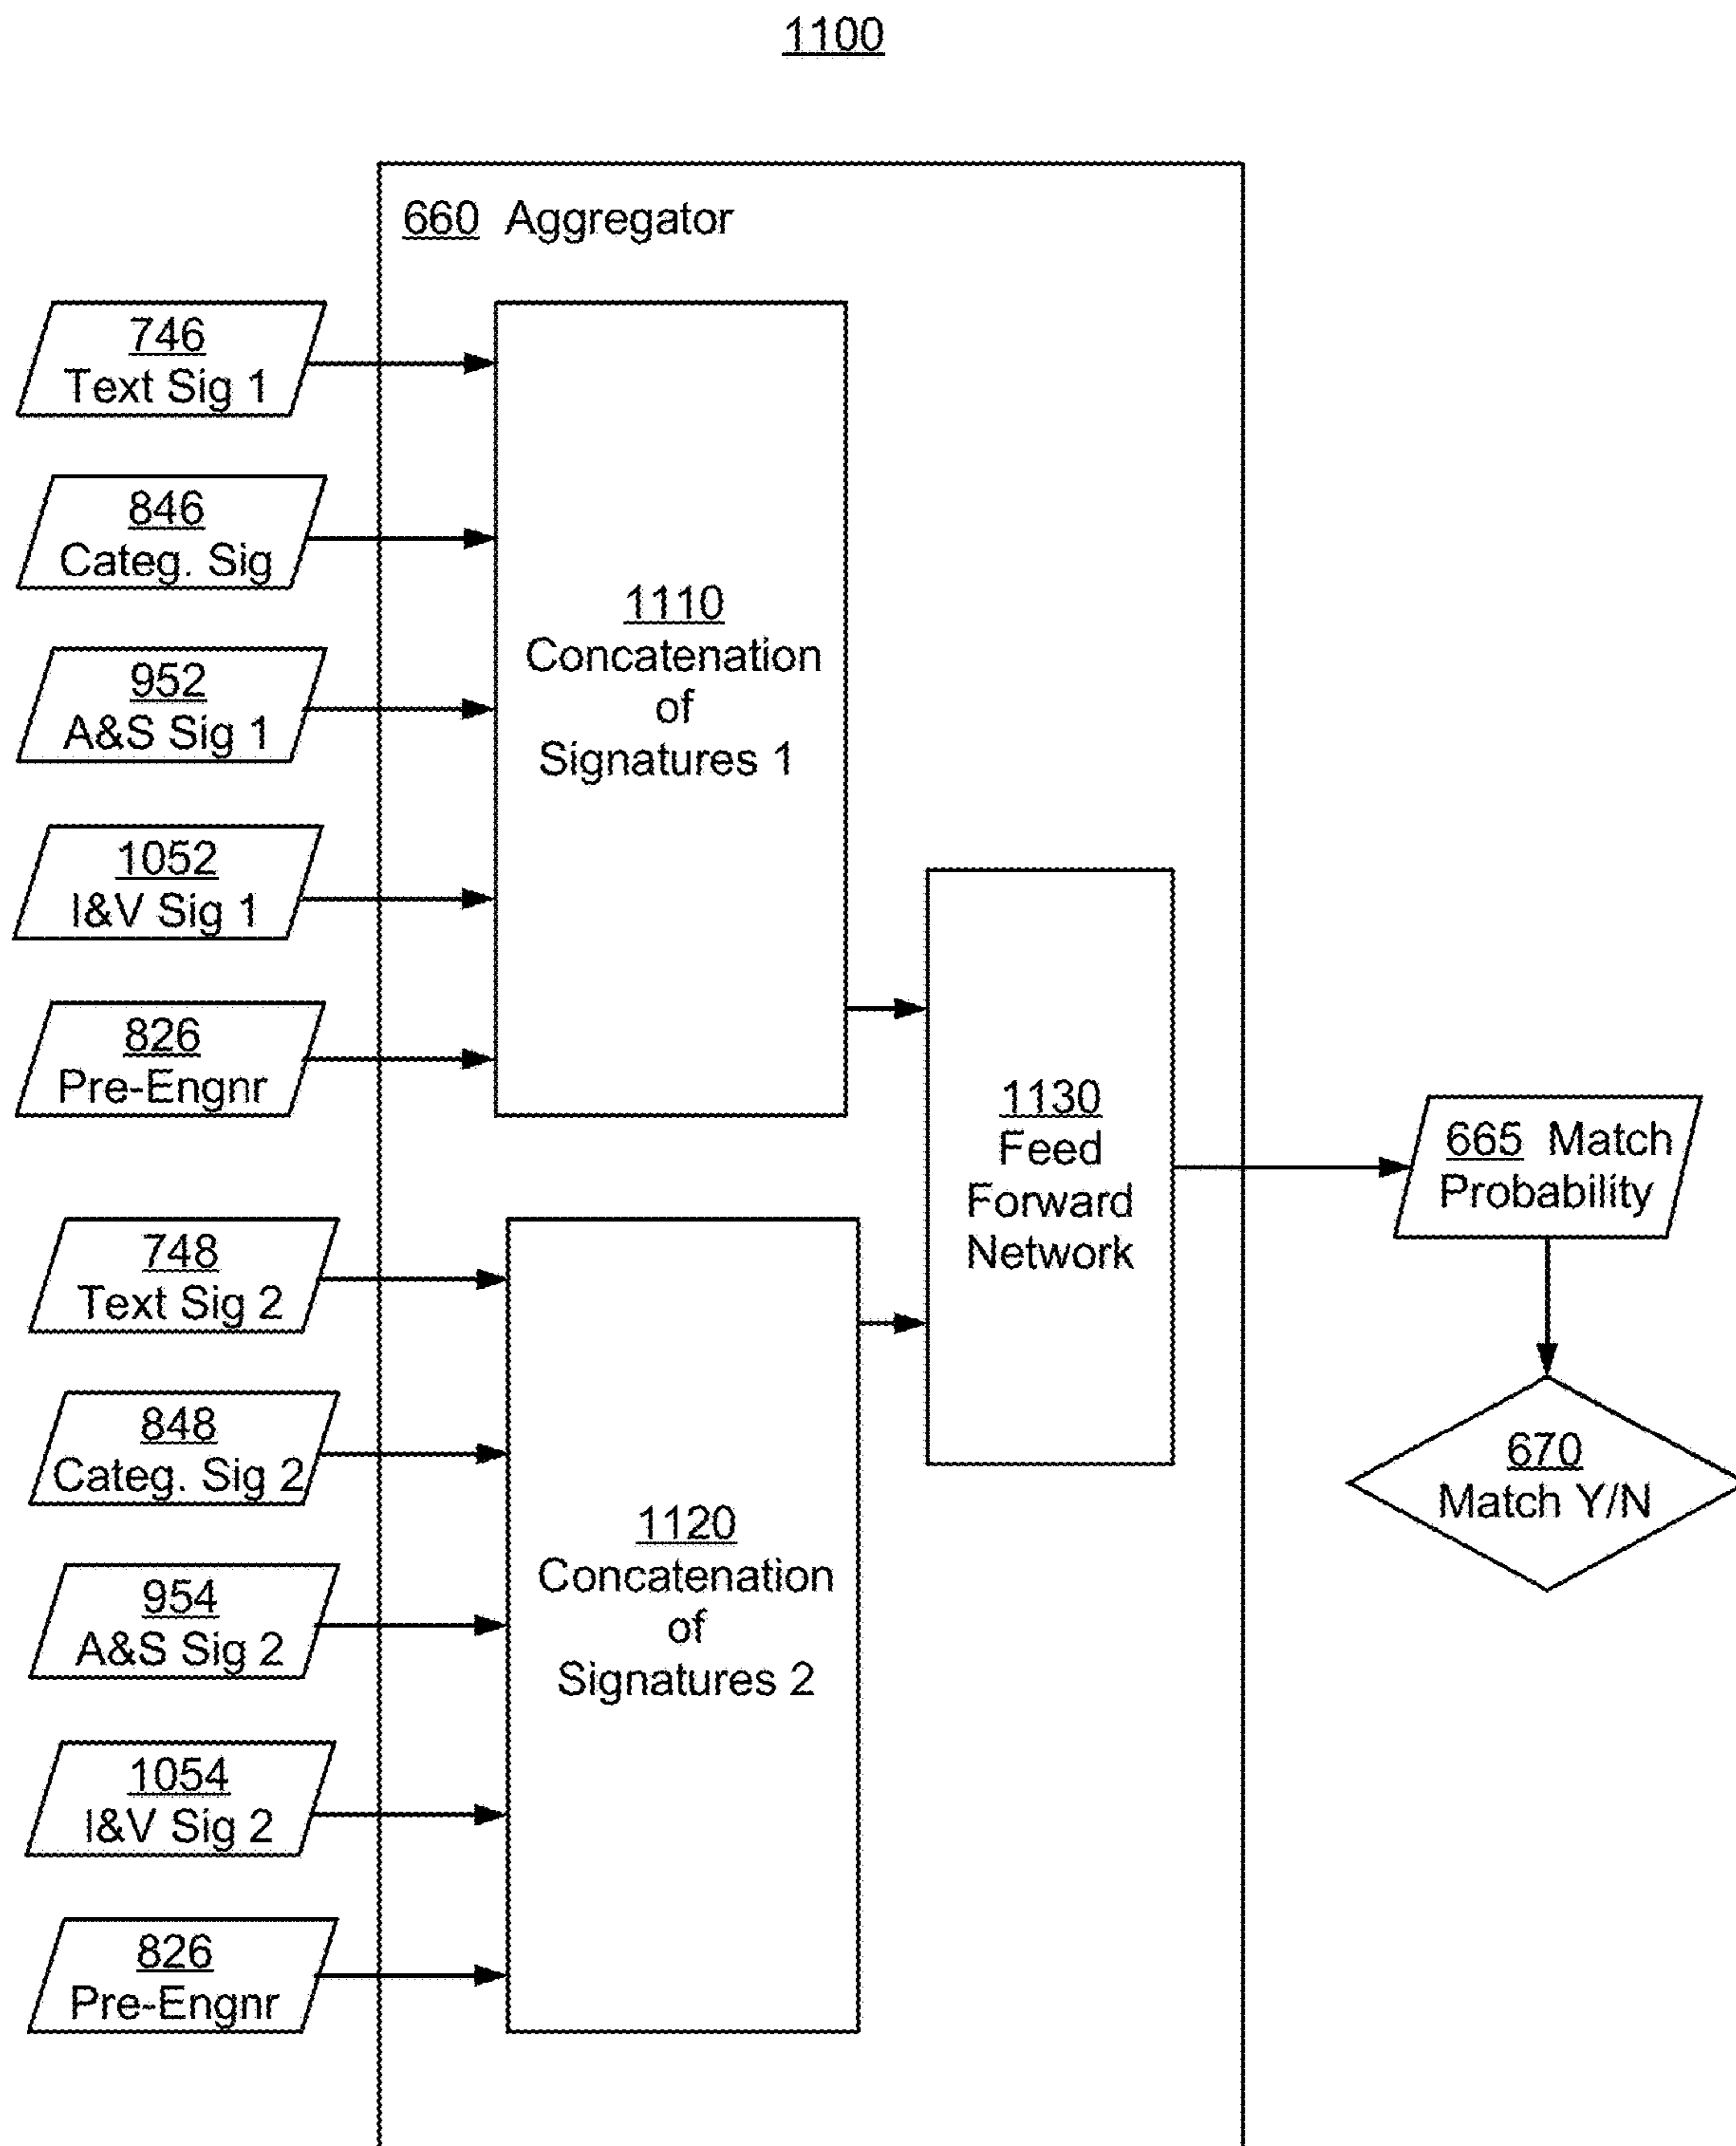 1100
660 Aggregator
746
Text Sig 1
846
Categ. Sig
952
A&S Sig 1
1052
I&V Sig 1
826
Pre-Engnr
1110
Concatenation
of
Signatures 1
748
Text Sig 2
848
Categ. Sig 2
954
A&S Sig 2
1054
I&V Sig 2
826
Pre-Engnr
1120
Concatenation
of
Signatures 2
1130
Feed
Forward
Network
665 Match
Probability
670
Match Y/N